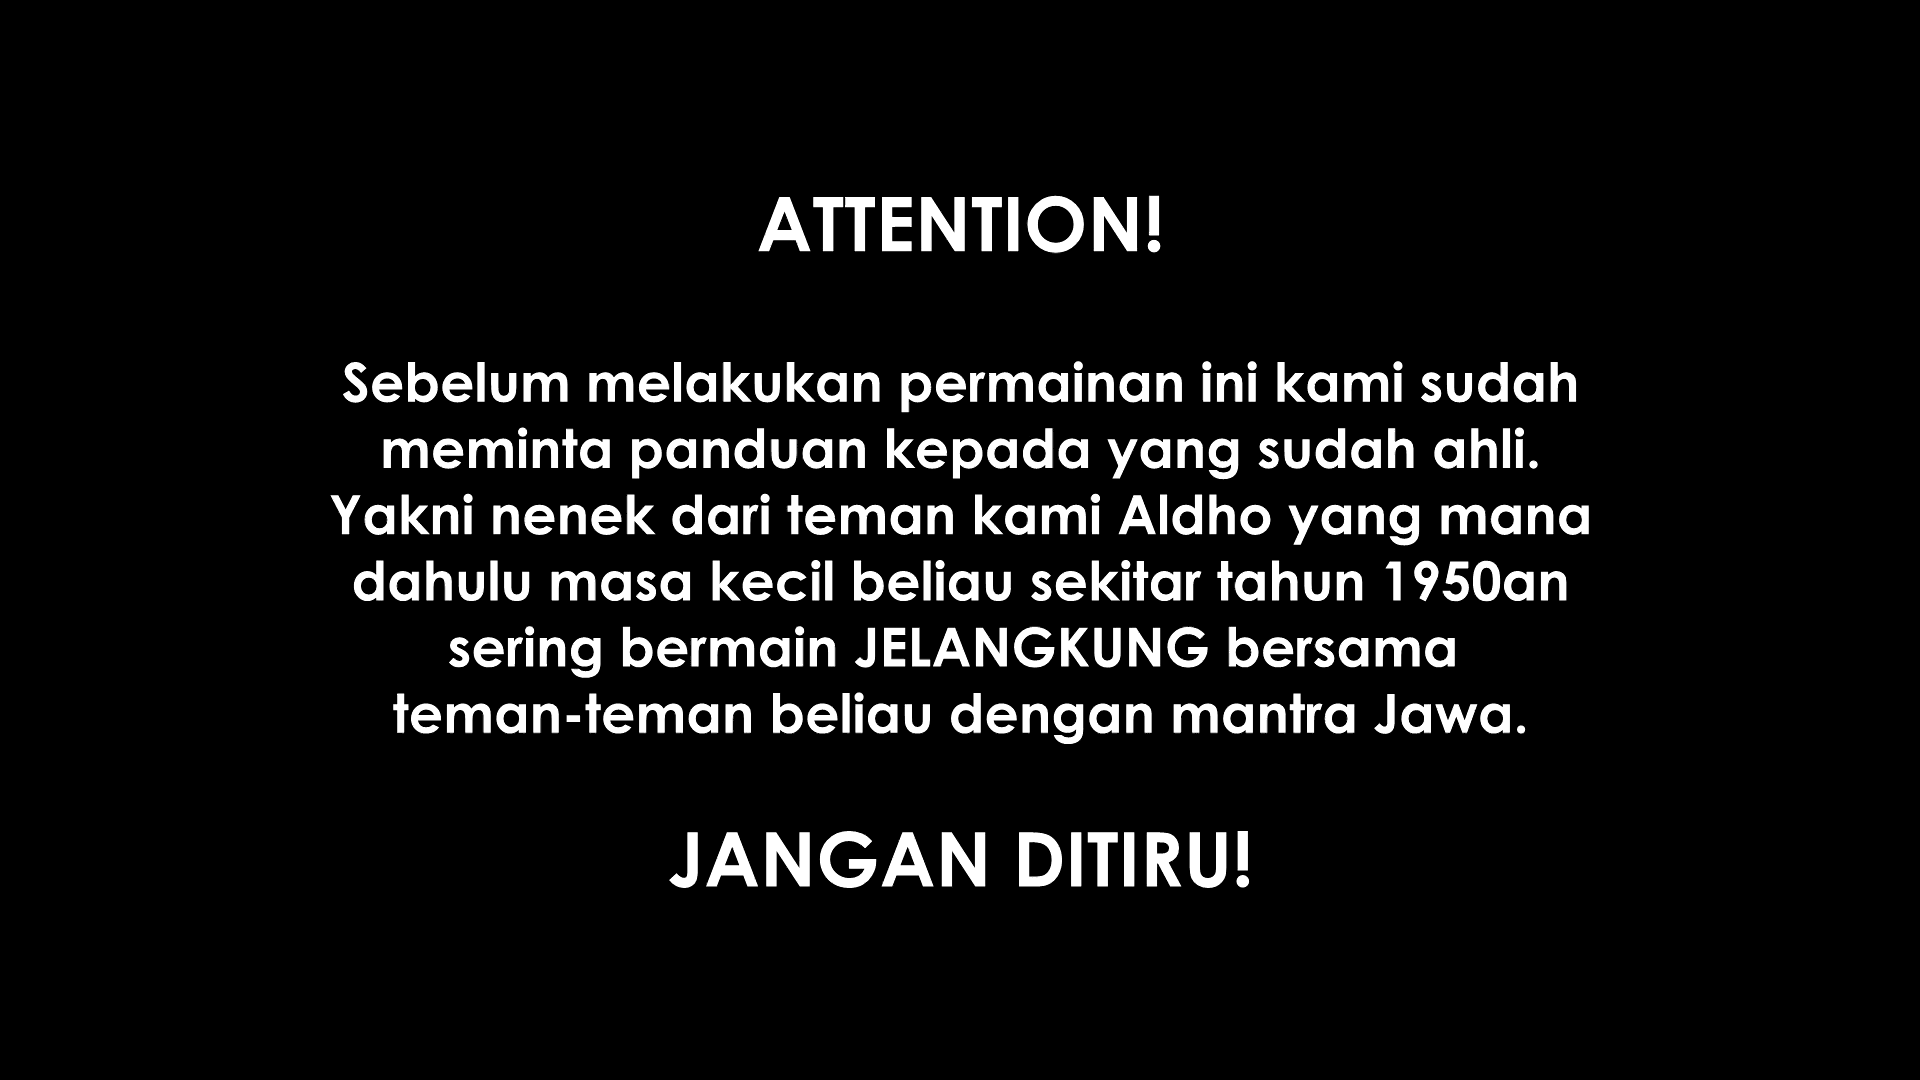 ATTENTION!
Sebelum melakukan permainan ini kami sudah
meminta panduan kepada yang sudah ahli.
Yakni nenek dari teman kami Aldho yang mana
dahulu masa kecil beliau sekitar tahun 1950an
sering bermain JELANGKUNG bersama
teman-teman beliau dengan mantra Jawa.
JANGAN DITIRU!